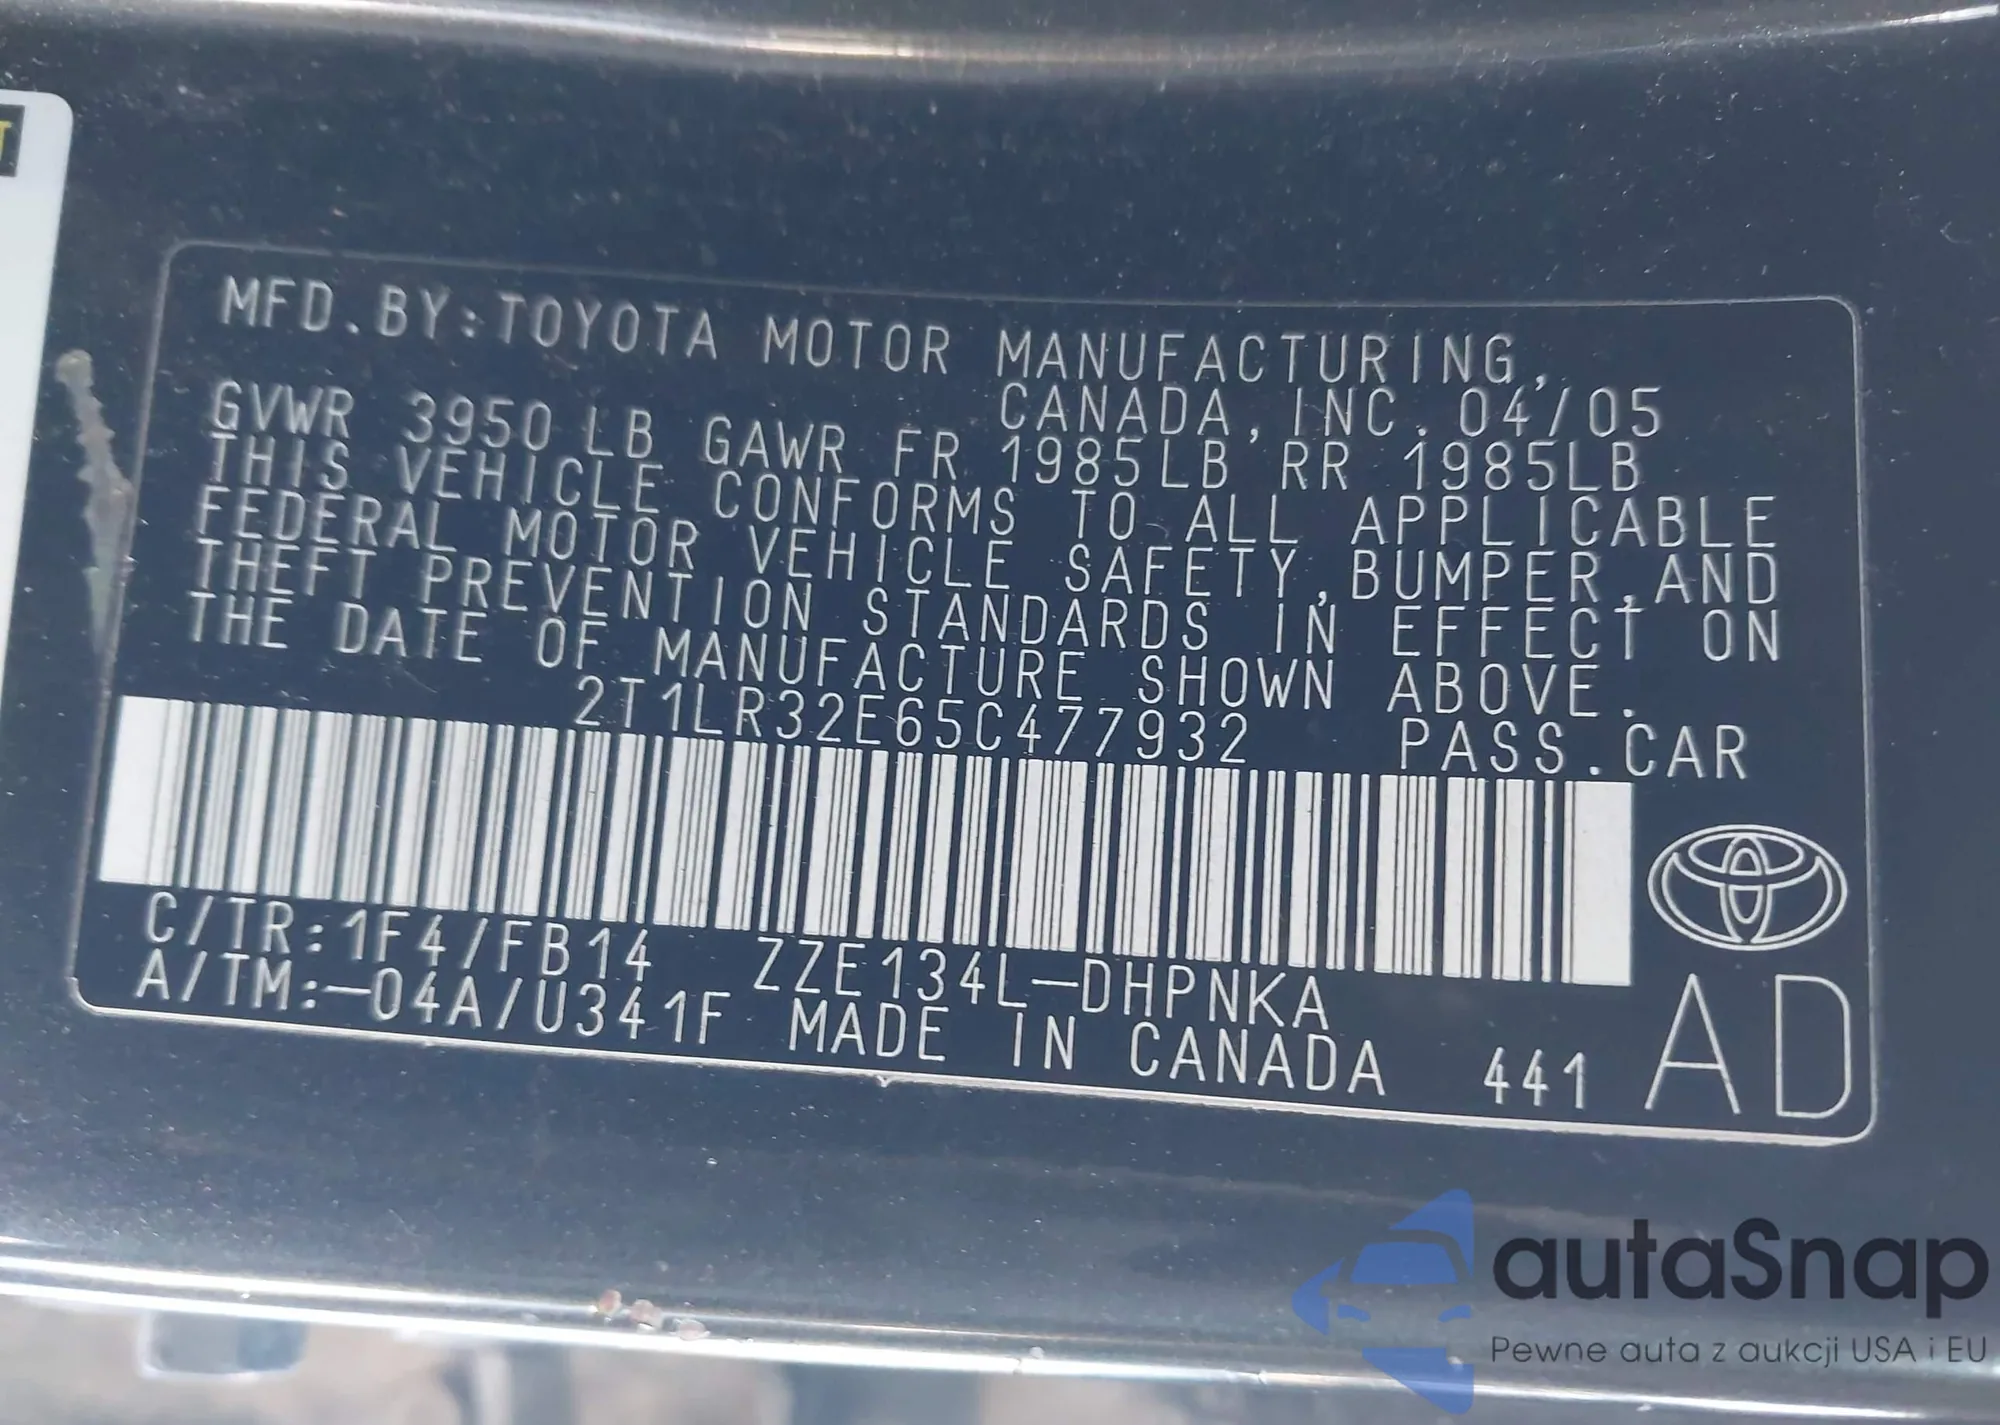 MFD.BY:TOYOTA MOTOR MANUFACTURING,
CANADA,INC. 04/05
GVWR 3950 LB GAWR FR 1985LB RR 1985LB
THIS VEHICLE CONFORMS TO ALL APPLICABLE
FEDERAL MOTOR VEHICLE SAFETY,BUMPER,AND
THEFT PREVENTION STANDARDS IN EFFECT ON
THE DATE OF MANUFACTURE SHOWN ABOVE.
2T1LR32E65C477932 PASS.CAR
C/TR:1F4/FB14 ZZE134L-DHPNKA
A/TM:-04A/U341F MADE IN CANADA 441 AD
autaSnap
Pewne auta z aukcji USA i EU